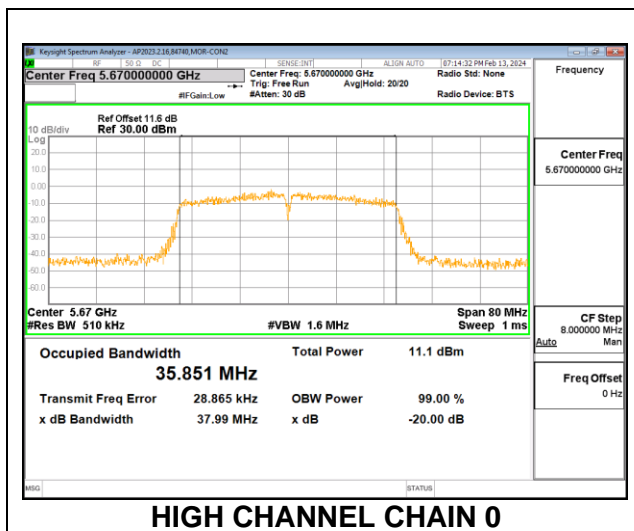 Keysight Spectrum Analyzer - AP2023.2.16,84740,MOR-CON2
RF 50 Ω DC SENSE:INT ALIGN AUTO 07:14:32 PM Feb 13, 2024
Center Freq 5.670000000 GHz
Center Freq: 5.670000000 GHz
Radio Std: None
Trig: Free Run Avg|Hold: 20/20
#IFGain:Low #Atten: 30 dB Radio Device: BTS
Frequency
Ref Offset 11.6 dB
10 dB/div Ref 30.00 dBm
Log
20.0
10.0
0.00
-10.0
-20.0
-30.0
-40.0
-50.0
-60.0
Center Freq
5.670000000 GHz
Center 5.67 GHz Span 80 MHz
#Res BW 510 kHz #VBW 1.6 MHz Sweep 1 ms
CF Step
8.000000 MHz
Auto Man
Occupied Bandwidth Total Power 11.1 dBm
35.851 MHz
Transmit Freq Error 28.865 kHz OBW Power 99.00 %
x dB Bandwidth 37.99 MHz x dB -20.00 dB
Freq Offset
0 Hz
MSG STATUS
HIGH CHANNEL CHAIN 0